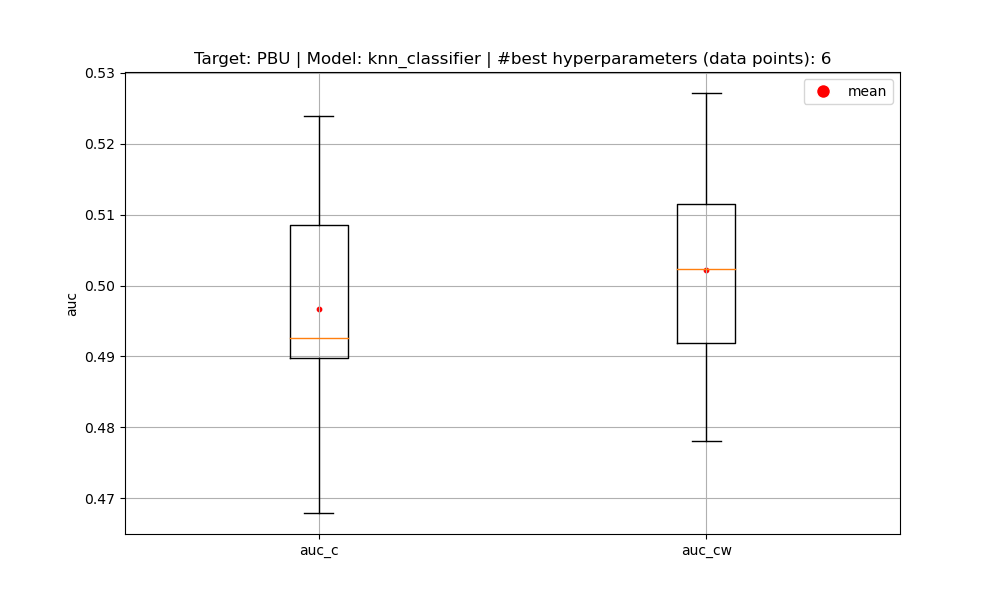 Target: PBU | Model: knn_classifier | #best hyperparameters (data points): 6
mean
0.53
0.52
0.51
0.50
0.49
0.48
0.47
auc
auc_c
auc_cw